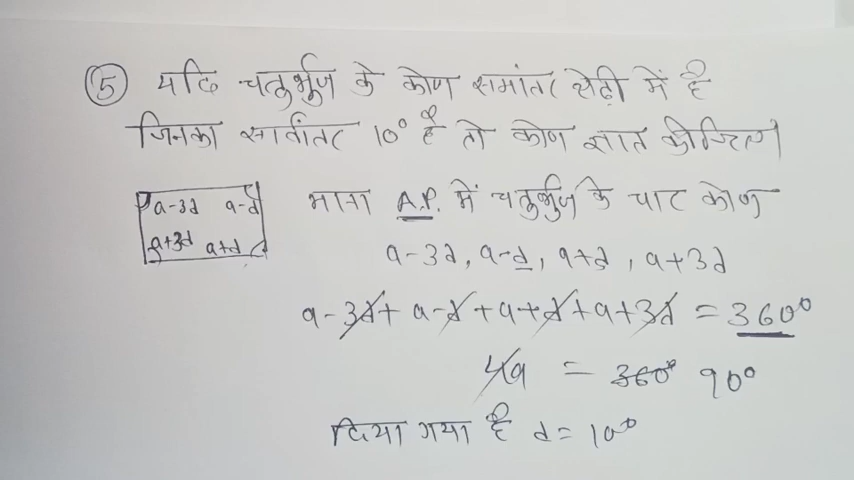 ⑤ यदि चतुर्भुज के कोण समांतर श्रेढ़ी में है
जिनका सार्वांतर 10° है तो कोण ज्ञात कीजिए।
माना A.P. में चतुर्भुज के चार कोण
a-3d a-d
a+3d a+d
a-3d, a-d, a+d, a+3d
a-3d+a-d+a+d+a+3d = 360°
4a = 360° 90°
दिया गया है d = 10°